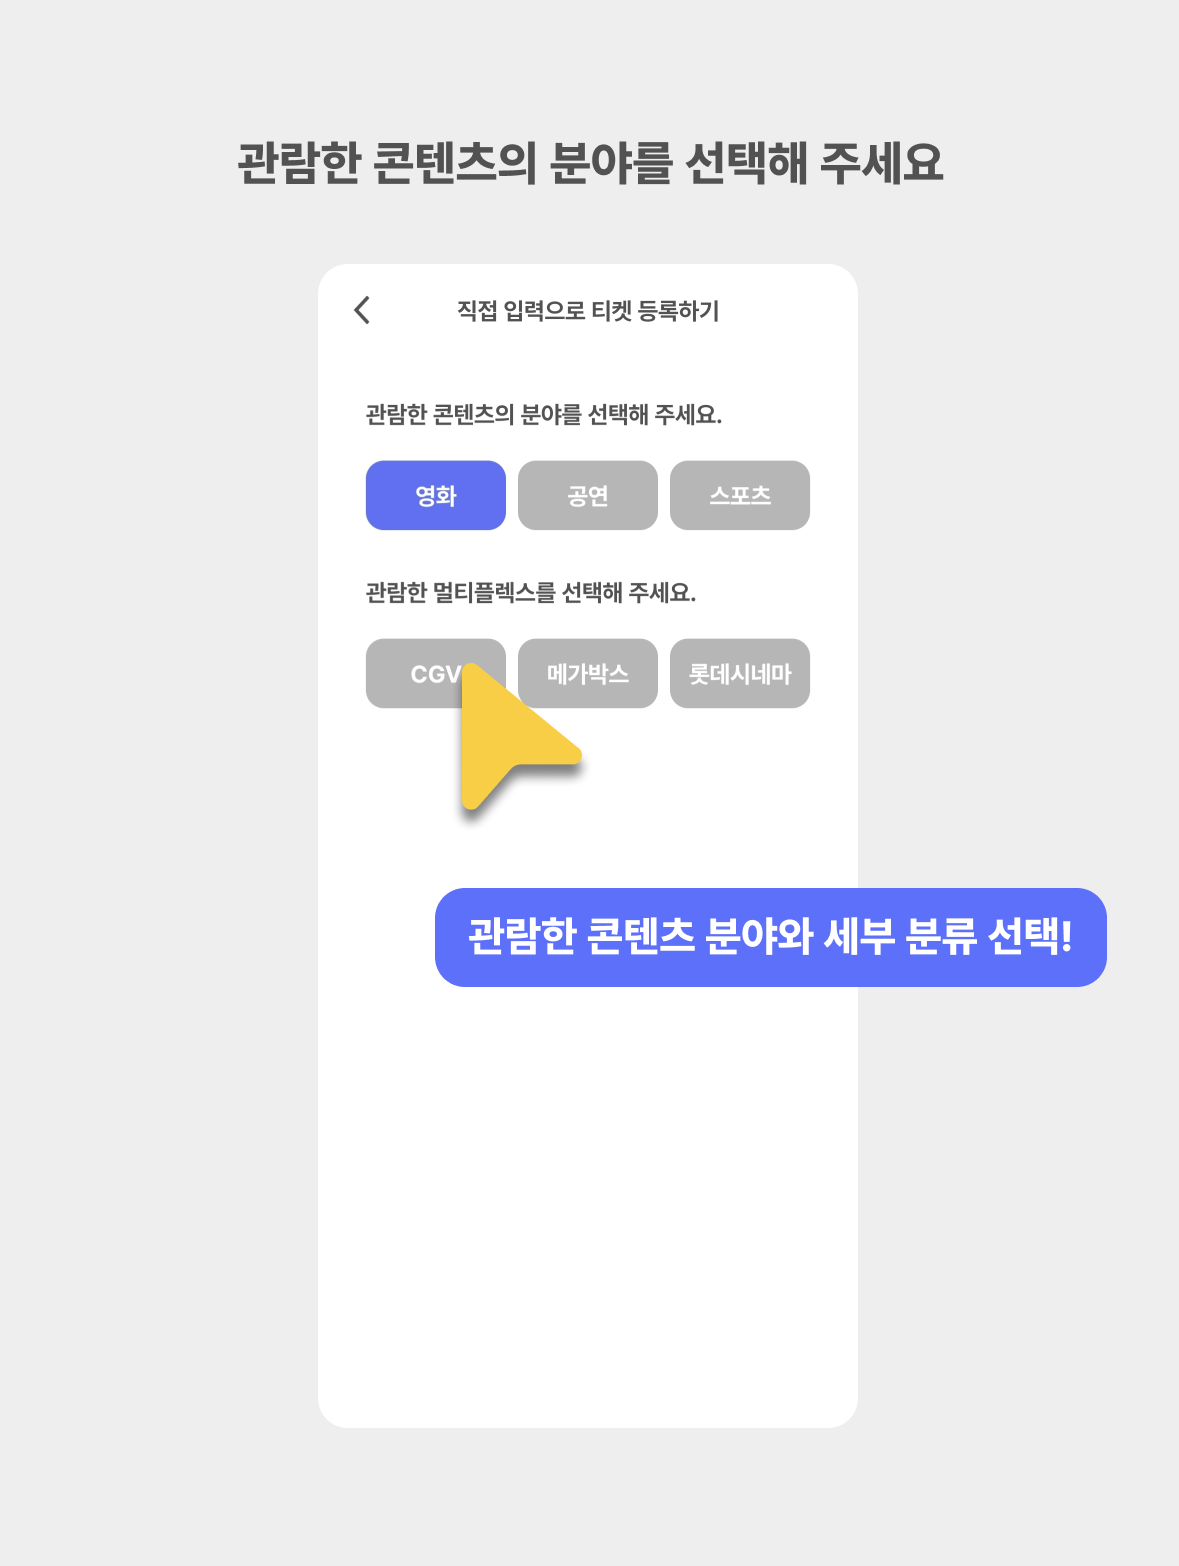 관람한 콘텐츠의 분야를 선택해 주세요
직접 입력으로 티켓 등록하기
관람한 콘텐츠의 분야를 선택해 주세요.
영화 공연 스포츠
관람한 멀티플렉스를 선택해 주세요.
CGV 메가박스 롯데시네마
관람한 콘텐츠 분야와 세부 분류 선택!